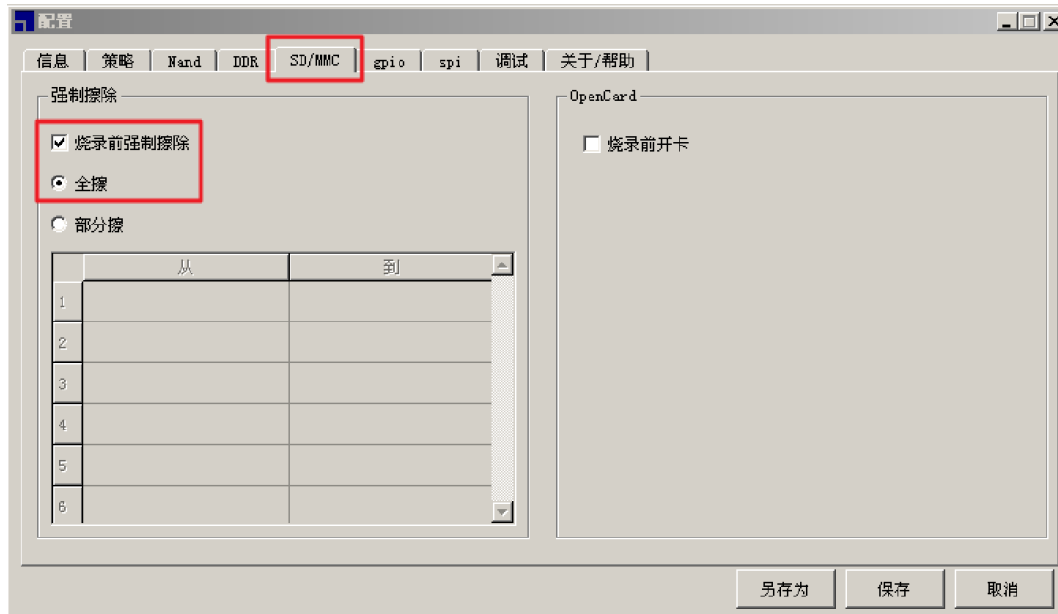 配置
信息 策略 Nand DDR SD/MMC gpio spi 调试 关于/帮助
强制擦除
烧录前强制擦除
全擦
部分擦
从 到
1
2
3
4
5
6
OpenCard
烧录前开卡
另存为 保存 取消